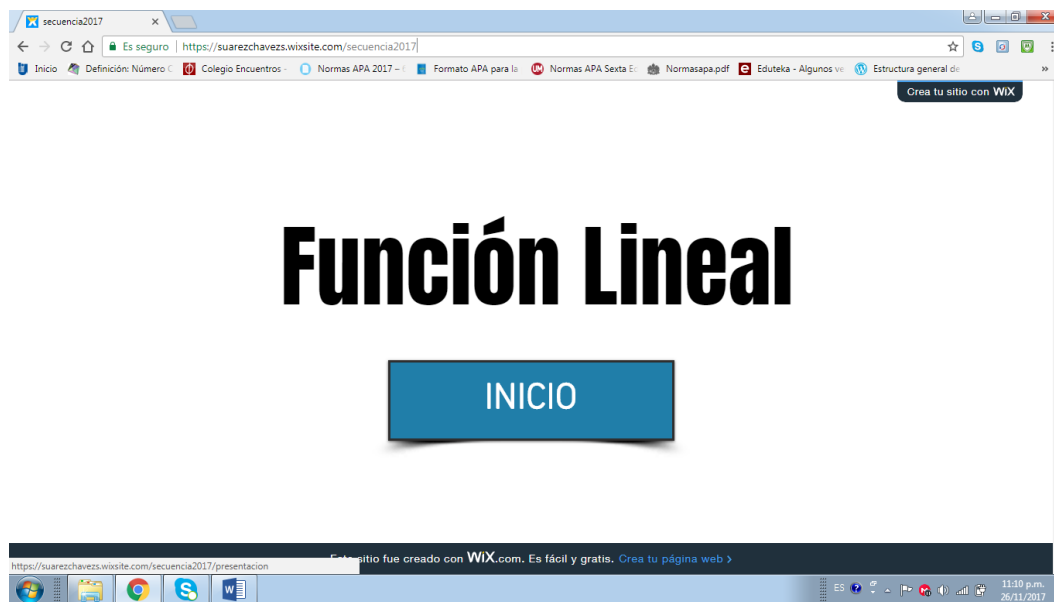 secuencia2017
Es seguro | https://suarezchavezs.wixsite.com/secuencia2017
Inicio Definición: Número C Colegio Encuentros - Normas APA 2017 – Formato APA para la Normas APA Sexta Ed Normasapa.pdf Eduteka - Algunos ve Estructura general de »
Crea tu sitio con WiX
Función Lineal
INICIO
Este sitio fue creado con WiX.com. Es fácil y gratis. Crea tu página web >
https://suarezchavezs.wixsite.com/secuencia2017/presentacion
ES 11:10 p.m.
26/11/2017